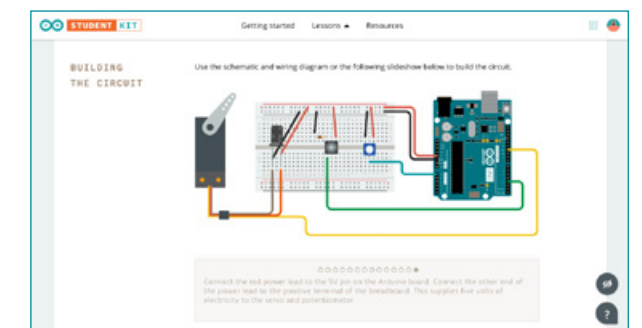 STUDENT KIT
Getting started Lessons Resources
BUILDING
THE CIRCUIT
Use the schematic and wiring diagram or the following slideshow below to build the circuit.
Connect the red power lead to the 5V pin on the Arduino board. Connect the other end of
the power lead to the positive terminal of the breadboard. This supplies five units of
electricity to the servo and potentiometer
?